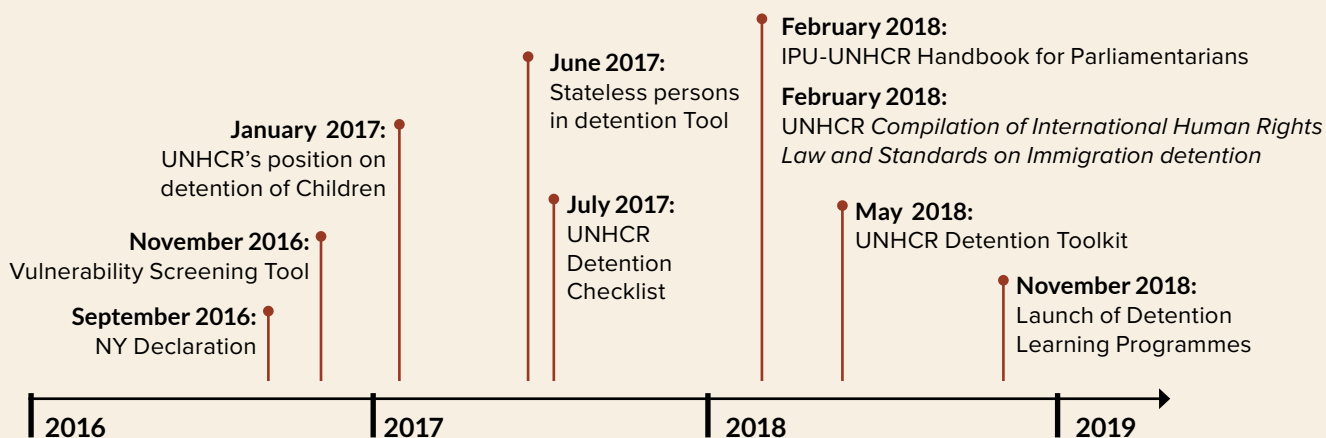 September 2016:
NY Declaration
November 2016:
Vulnerability Screening Tool
January 2017:
UNHCR’s position on
detention of Children
June 2017:
Stateless persons
in detention Tool
July 2017:
UNHCR
Detention
Checklist
February 2018:
IPU-UNHCR Handbook for Parliamentarians
February 2018:
UNHCR Compilation of International Human Rights
Law and Standards on Immigration detention
May 2018:
UNHCR Detention Toolkit
November 2018:
Launch of Detention
Learning Programmes
2016
2017
2018
2019